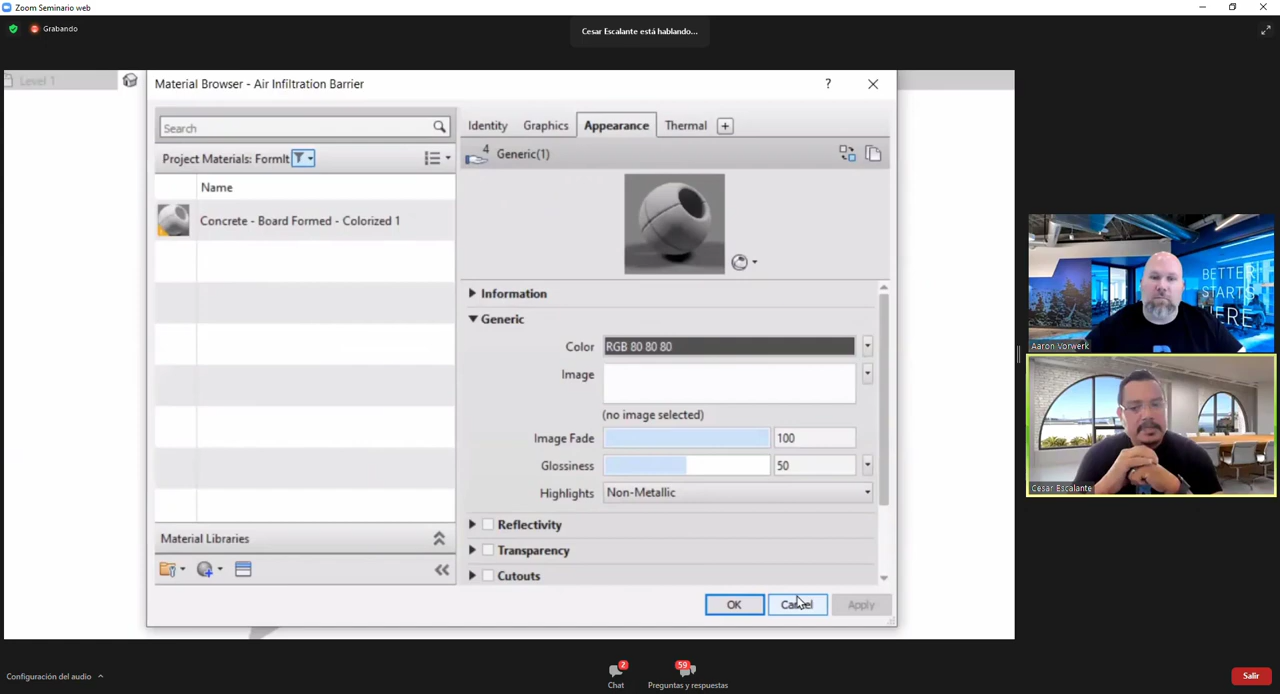 Zoom Seminario web
Grabando
Cesar Escalante está hablando...
Level 1
Material Browser - Air Infiltration Barrier
?
Search
Identity
Graphics
Appearance
Thermal
Project Materials: FormIt
4
Generic(1)
Name
Concrete - Board Formed - Colorized 1
Information
Generic
Color
RGB 80 80 80
Image
(no image selected)
Image Fade
100
Glossiness
50
Highlights
Non-Metallic
Reflectivity
Transparency
Cutouts
Material Libraries
OK
Cancel
Apply
BETTER
STARTS
HERE
Aaron Vorwerk
Cesar Escalante
Configuración del audio
2
Chat
59
Preguntas y respuestas
Salir